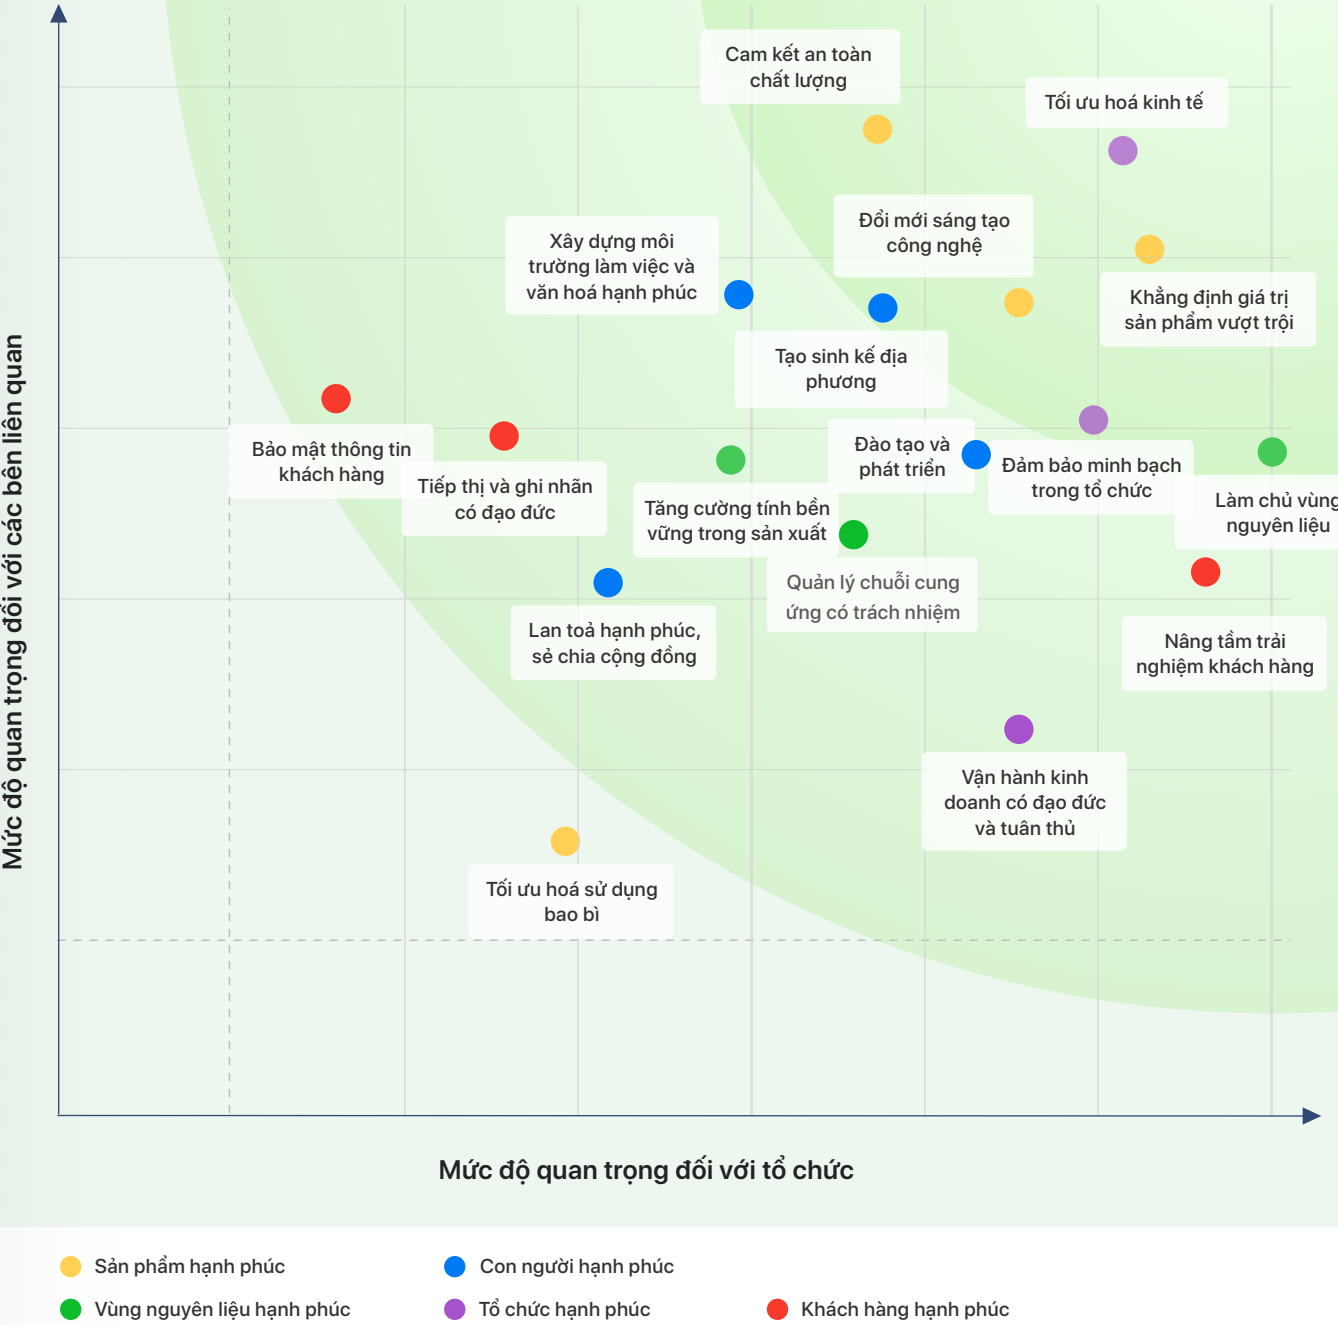 Cam kết an toàn
chất lượng
Tối ưu hoá kinh tế
Đổi mới sáng tạo
công nghệ
Xây dựng môi
trường làm việc và
văn hoá hạnh phúc
Khẳng định giá trị
sản phẩm vượt trội
Tạo sinh kế địa
phương
Bảo mật thông tin
khách hàng
Tiếp thị và ghi nhãn
có đạo đức
Đào tạo và
phát triển
Đảm bảo minh bạch
trong tổ chức
Tăng cường tính bền
vững trong sản xuất
Làm chủ vùng
nguyên liệu
Quản lý chuỗi cung
ứng có trách nhiệm
Lan toả hạnh phúc,
sẻ chia cộng đồng
Nâng tầm trải
nghiệm khách hàng
Vận hành kinh
doanh có đạo đức
và tuân thủ
Tối ưu hoá sử dụng
bao bì
Mức độ quan trọng đối với các bên liên quan
Mức độ quan trọng đối với tổ chức
Sản phẩm hạnh phúc
Con người hạnh phúc
Vùng nguyên liệu hạnh phúc
Tổ chức hạnh phúc
Khách hàng hạnh phúc